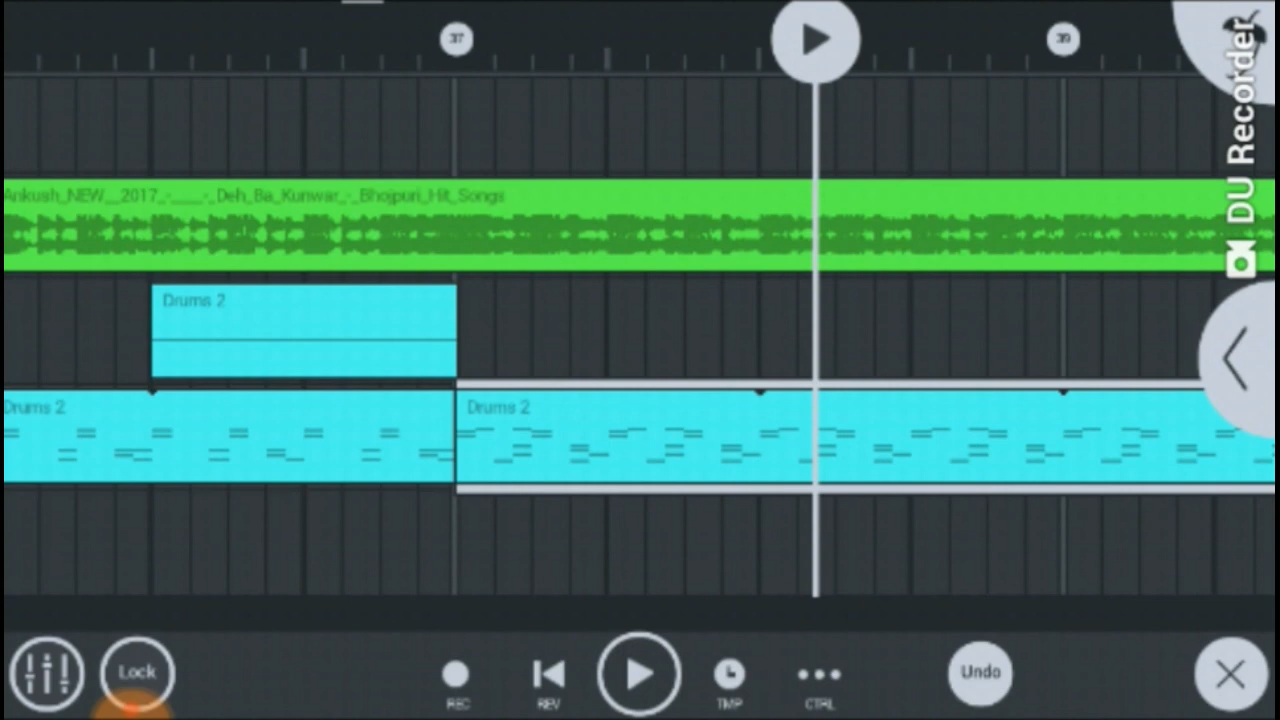 37
39
DU Recorder
Ankush_NEW__2017_-____-_Deh_Ba_Kunwar_-_Bhojpuri_Hit_Songs
Drums 2
Drums 2
Drums 2
Lock
REC
REV
TMP
CTRL
Undo